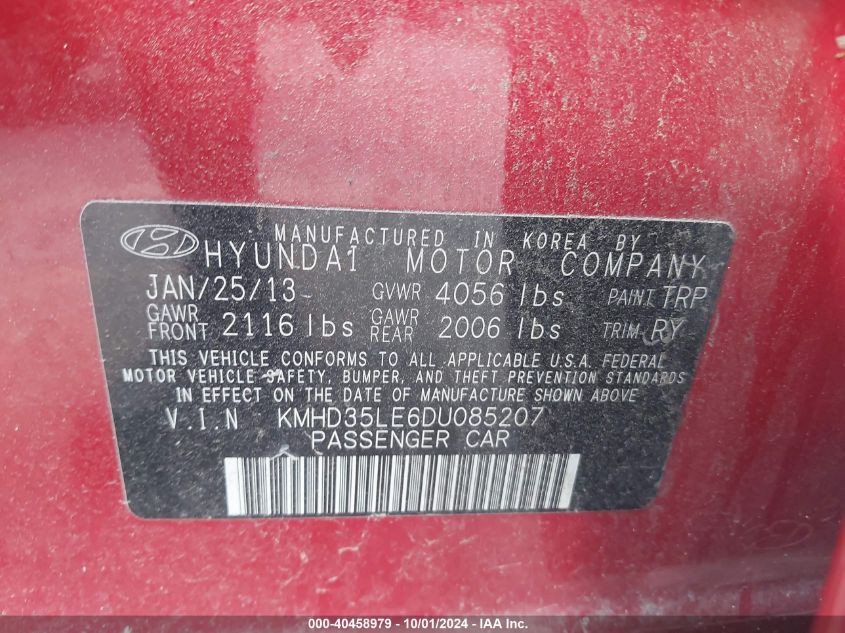 MANUFACTURED IN KOREA BY
HYUNDAI MOTOR COMPANY
JAN/25/13 GVWR 4056 lbs PAINT TRP
GAWR FRONT 2116 lbs GAWR REAR 2006 lbs TRIM RY
THIS VEHICLE CONFORMS TO ALL APPLICABLE U.S.A. FEDERAL
MOTOR VEHICLE SAFETY, BUMPER, AND THEFT PREVENTION STANDARDS
IN EFFECT ON THE DATE OF MANUFACTURE SHOWN ABOVE
V.I.N KMHD35LE6DU085207
PASSENGER CAR
000-40458979 - 10/01/2024 - IAA Inc.